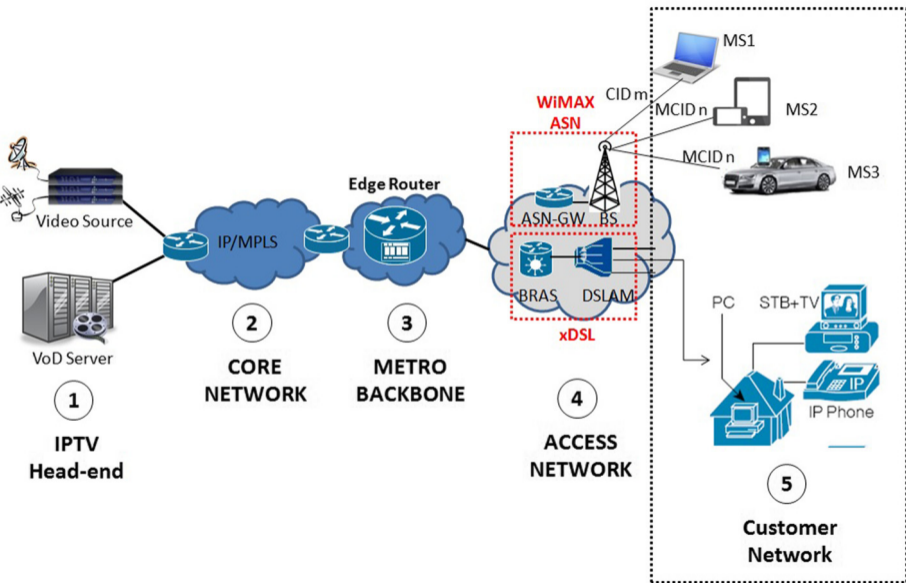 Video Source
VoD Server
1
IPTV
Head-end
IP/MPLS
2
CORE
NETWORK
Edge Router
3
METRO
BACKBONE
WiMAX
ASN
ASN-GW
BS
BRAS
DSLAM
xDSL
4
ACCESS
NETWORK
CID m
MS1
MCID n
MS2
MCID n
MS3
PC
STB+TV
IP
IP Phone
5
Customer
Network